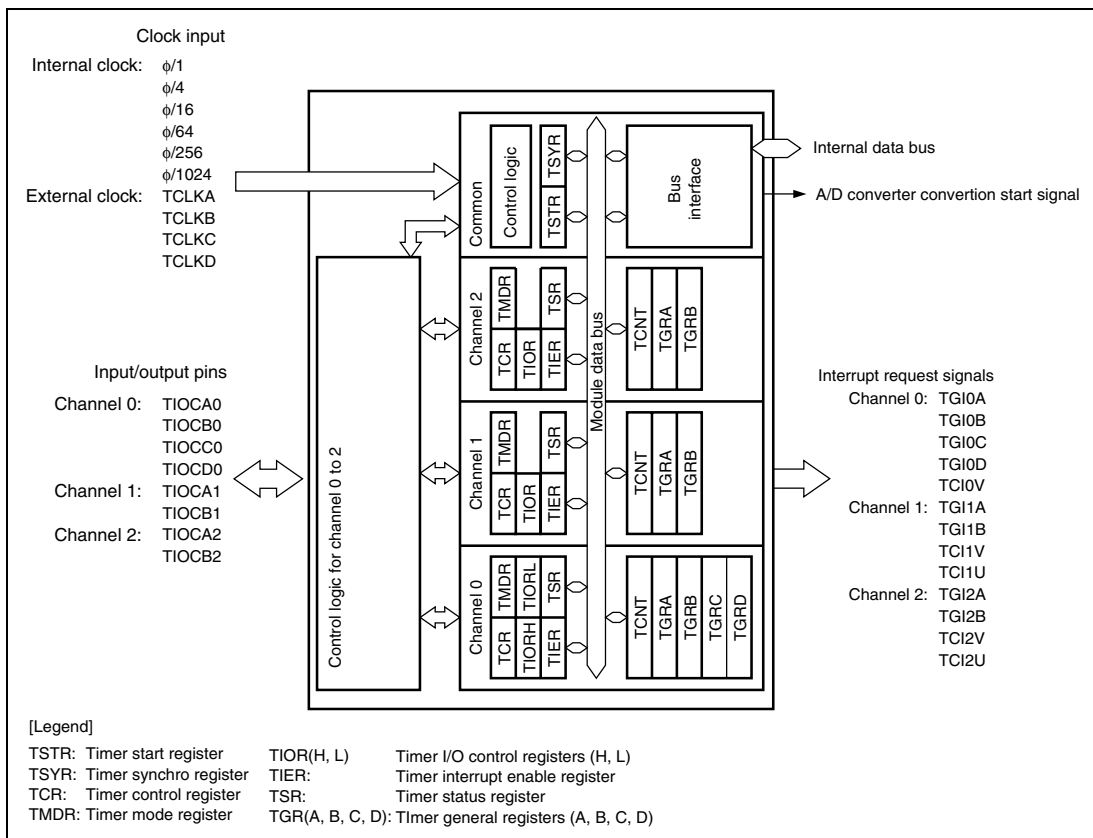 Clock input
Internal clock: ϕ/1
ϕ/4
ϕ/16
ϕ/64
ϕ/256
ϕ/1024
External clock: TCLKA
TCLKB
TCLKC
TCLKD
Input/output pins
Channel 0: TIOCA0
TIOCB0
TIOCC0
TIOCD0
Channel 1: TIOCA1
TIOCB1
Channel 2: TIOCA2
TIOCB2
Control logic for channel 0 to 2
Common
Control logic
TSYR
TSTR
Bus
interface
Channel 2
TMDR
TSR
TCR
TIOR
TIER
TCNT
TGRA
TGRB
Module data bus
Channel 1
TMDR
TSR
TCR
TIOR
TIER
TCNT
TGRA
TGRB
Channel 0
TMDR
TIORL
TSR
TCR
TIORH
TIER
TCNT
TGRA
TGRB
TGRC
TGRD
Internal data bus
A/D converter convertion start signal
Interrupt request signals
Channel 0: TGI0A
TGI0B
TGI0C
TGI0D
TCI0V
Channel 1: TGI1A
TGI1B
TCI1V
TCI1U
Channel 2: TGI2A
TGI2B
TCI2V
TCI2U
[Legend]
TSTR: Timer start register
TSYR: Timer synchro register
TCR: Timer control register
TMDR: Timer mode register
TIOR(H, L) Timer I/O control registers (H, L)
TIER: Timer interrupt enable register
TSR: Timer status register
TGR(A, B, C, D): TImer general registers (A, B, C, D)